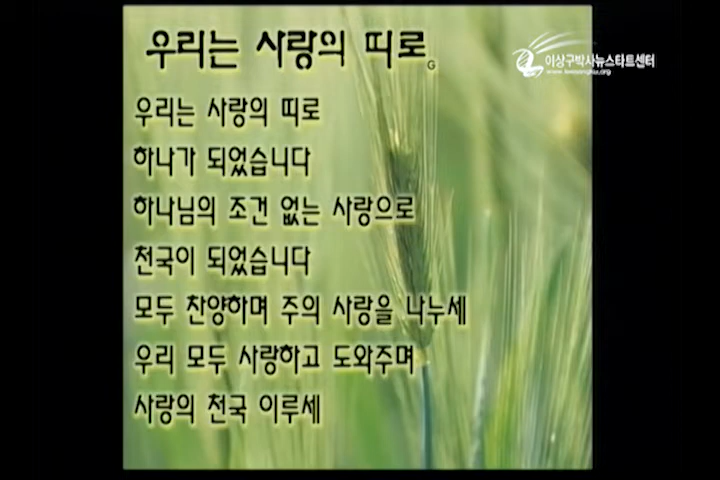 우리는 사랑의 띠로G
이상구박사뉴스타트센터
www.leesangku.org
우리는 사랑의 띠로
하나가 되었습니다
하나님의 조건 없는 사랑으로
천국이 되었습니다
모두 찬양하며 주의 사랑을 나누세
우리 모두 사랑하고 도와주며
사랑의 천국 이루세